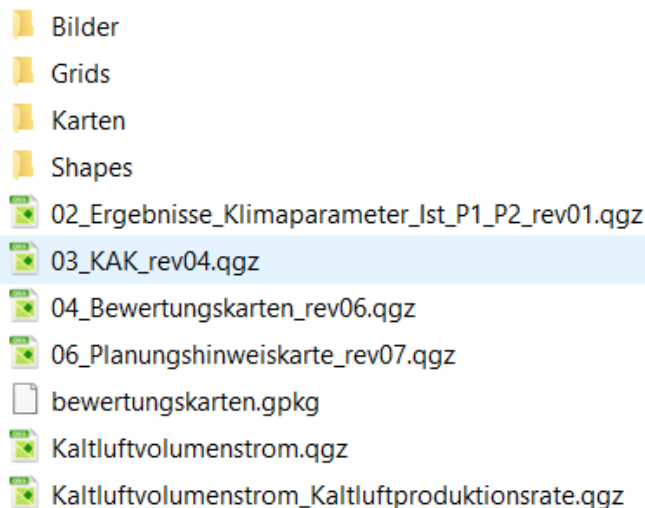 Bilder
Grids
Karten
Shapes
02_Ergebnisse_Klimaparameter_Ist_P1_P2_rev01.qgz
03_KAK_rev04.qgz
04_Bewertungskarten_rev06.qgz
06_Planungshinweiskarte_rev07.qgz
bewertungskarten.gpkg
Kaltluftvolumenstrom.qgz
Kaltluftvolumenstrom_Kaltluftproduktionsrate.qgz